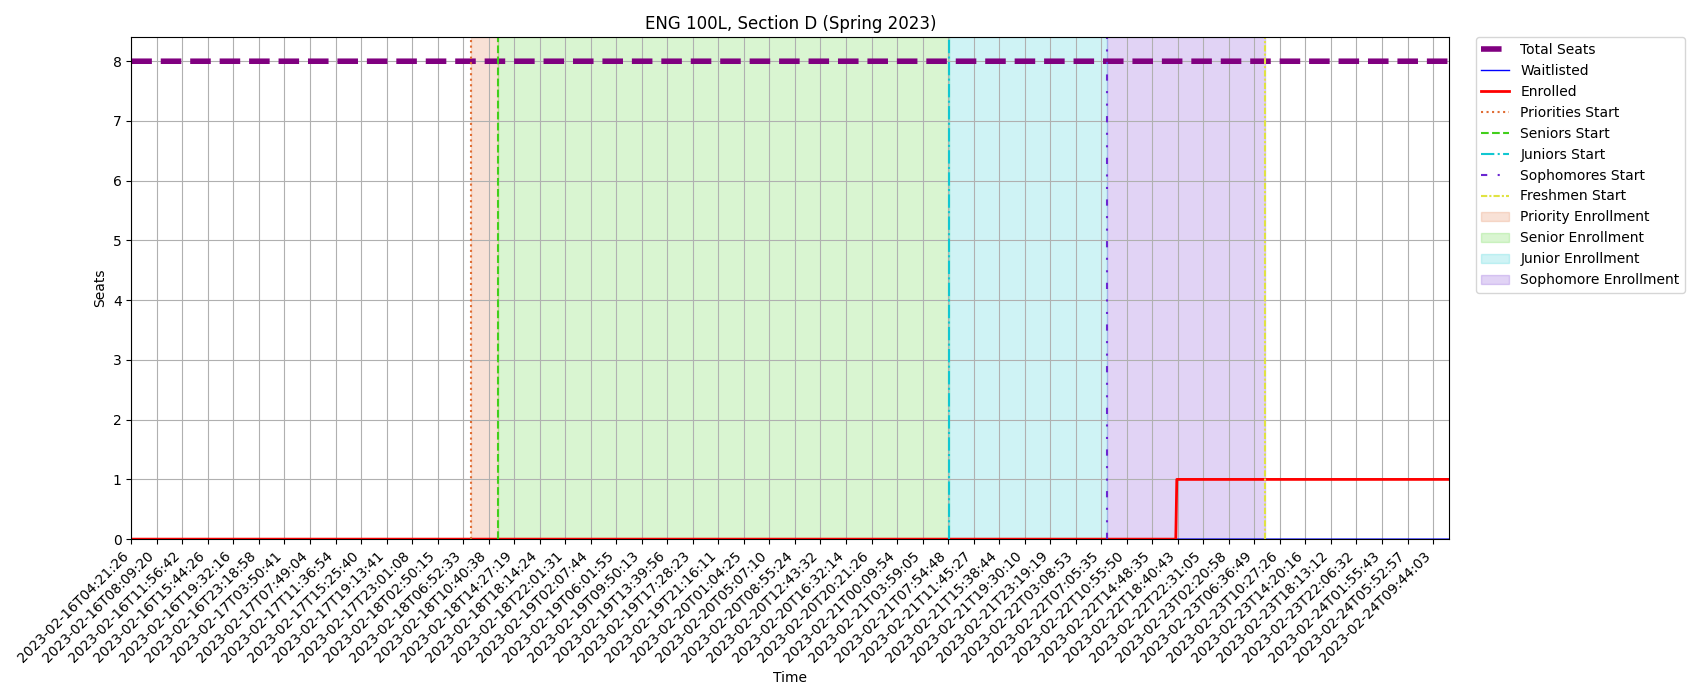 ENG 100L, Section D (Spring 2023)
Total Seats
Waitlisted
Enrolled
Priorities Start
Seniors Start
Juniors Start
Sophomores Start
Freshmen Start
Priority Enrollment
Senior Enrollment
Junior Enrollment
Sophomore Enrollment
Seats
8
7
6
5
4
3
2
1
0
2023-02-16T04:21:26
2023-02-16T08:09:20
2023-02-16T11:56:42
2023-02-16T15:44:26
2023-02-16T19:32:16
2023-02-16T23:18:58
2023-02-17T03:50:41
2023-02-17T07:49:04
2023-02-17T11:36:54
2023-02-17T15:25:40
2023-02-17T19:13:41
2023-02-17T23:01:08
2023-02-18T02:50:15
2023-02-18T06:52:33
2023-02-18T10:40:38
2023-02-18T14:27:19
2023-02-18T18:14:24
2023-02-18T22:01:31
2023-02-19T02:07:44
2023-02-19T06:01:55
2023-02-19T09:50:13
2023-02-19T13:39:56
2023-02-19T17:28:23
2023-02-19T21:16:11
2023-02-20T01:04:25
2023-02-20T05:07:10
2023-02-20T08:55:24
2023-02-20T12:43:32
2023-02-20T16:32:14
2023-02-20T20:21:26
2023-02-21T00:09:54
2023-02-21T03:59:05
2023-02-21T07:54:48
2023-02-21T11:45:27
2023-02-21T15:38:44
2023-02-21T19:30:10
2023-02-21T23:19:19
2023-02-22T03:08:53
2023-02-22T07:05:35
2023-02-22T10:55:50
2023-02-22T14:48:35
2023-02-22T18:40:43
2023-02-22T22:31:05
2023-02-23T02:20:58
2023-02-23T06:36:49
2023-02-23T10:27:26
2023-02-23T14:20:16
2023-02-23T18:13:12
2023-02-23T22:06:32
2023-02-24T01:55:43
2023-02-24T05:52:57
2023-02-24T09:44:03
Time